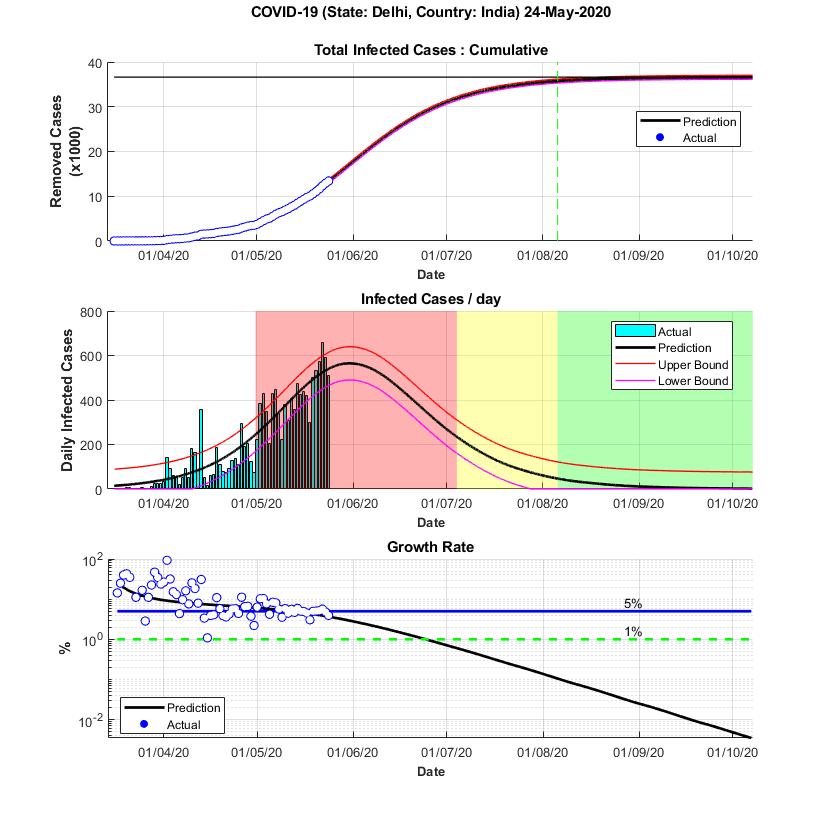 COVID-19 (State: Delhi, Country: India) 24-May-2020
Total Infected Cases : Cumulative
40
30
20
10
0
Removed Cases
(x1000)
Prediction
Actual
01/04/20 01/05/20 01/06/20 01/07/20 01/08/20 01/09/20 01/10/20
Date
Infected Cases / day
800
600
400
200
0
Daily Infected Cases
Actual
Prediction
Upper Bound
Lower Bound
01/04/20 01/05/20 01/06/20 01/07/20 01/08/20 01/09/20 01/10/20
Date
Growth Rate
10^2
10^0
10^-2
%
5%
1%
Prediction
Actual
01/04/20 01/05/20 01/06/20 01/07/20 01/08/20 01/09/20 01/10/20
Date